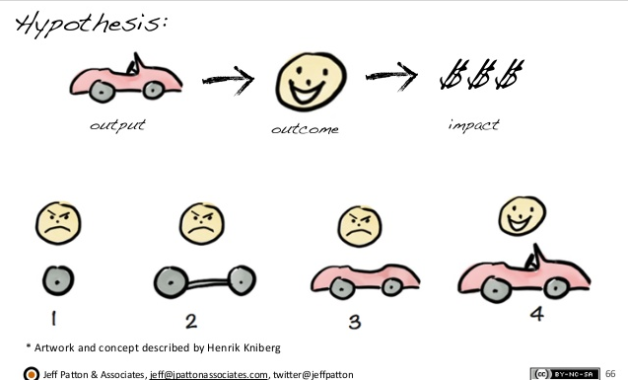 Hypothesis:
output
outcome
impact
1
2
3
4
* Artwork and concept described by Henrik Kniberg
Jeff Patton & Associates, jeff@jpattonassociates.com, twitter@jeffpatton
cc BY-NC-SA 66